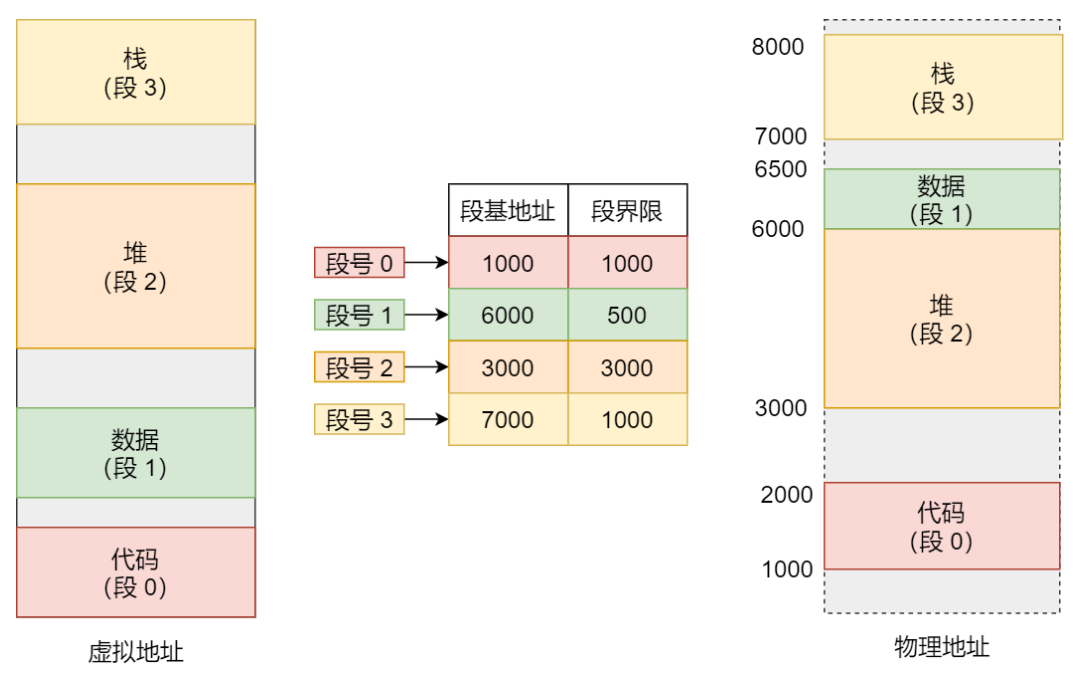 栈
(段 3)
堆
(段 2)
数据
(段 1)
代码
(段 0)
虚拟地址
段基地址 段界限
段号 0 1000 1000
段号 1 6000 500
段号 2 3000 3000
段号 3 7000 1000
8000
栈
(段 3)
7000
6500
数据
(段 1)
6000
堆
(段 2)
3000
2000
代码
(段 0)
1000
物理地址